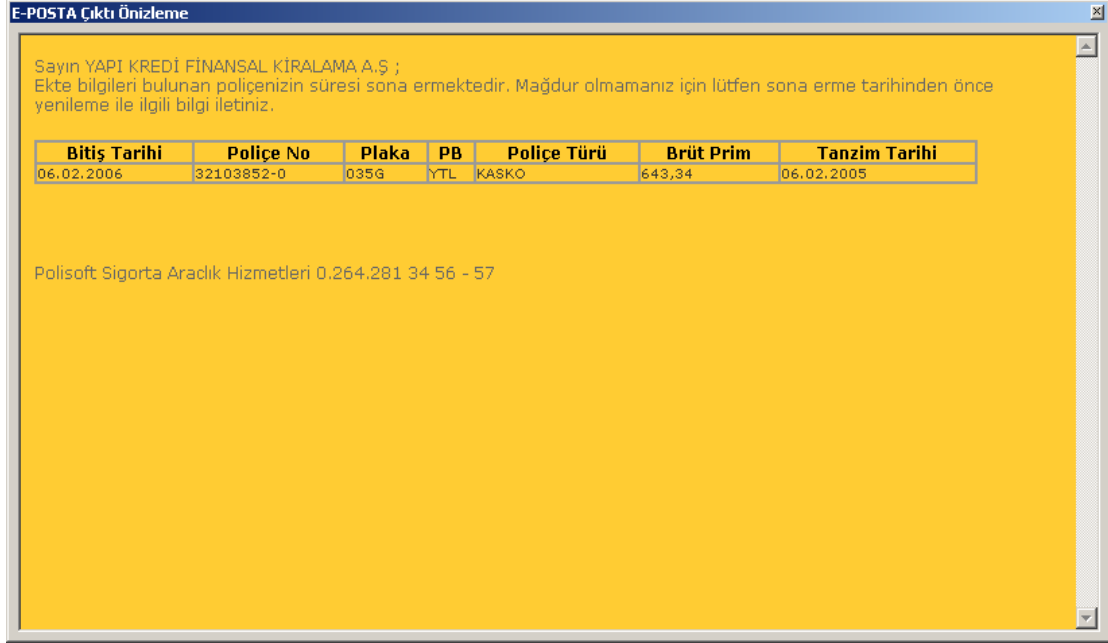 E-POSTA Çıktı Önizleme
Sayın YAPI KREDİ FİNANSAL KİRALAMA A.Ş ;
Ekte bilgileri bulunan poliçenizin süresi sona ermektedir. Mağdur olmamanız için lütfen sona erme tarihinden önce
yenileme ile ilgili bilgi iletiniz.
Bitiş Tarihi Poliçe No Plaka PB Poliçe Türü Brüt Prim Tanzim Tarihi
06.02.2006 32103852-0 035G YTL KASKO 643,34 06.02.2005
Polisoft Sigorta Aracılık Hizmetleri 0.264.281 34 56 - 57